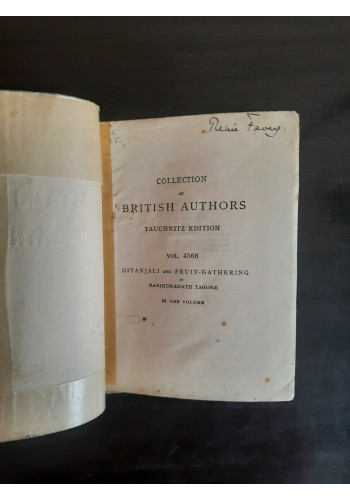 COLLECTION
OF
BRITISH AUTHORS
TAUCHNITZ EDITION
VOL. 4568
GITANJALI AND FRUIT-GATHERING
BY
RABINDRANATH TAGORE
IN ONE VOLUME